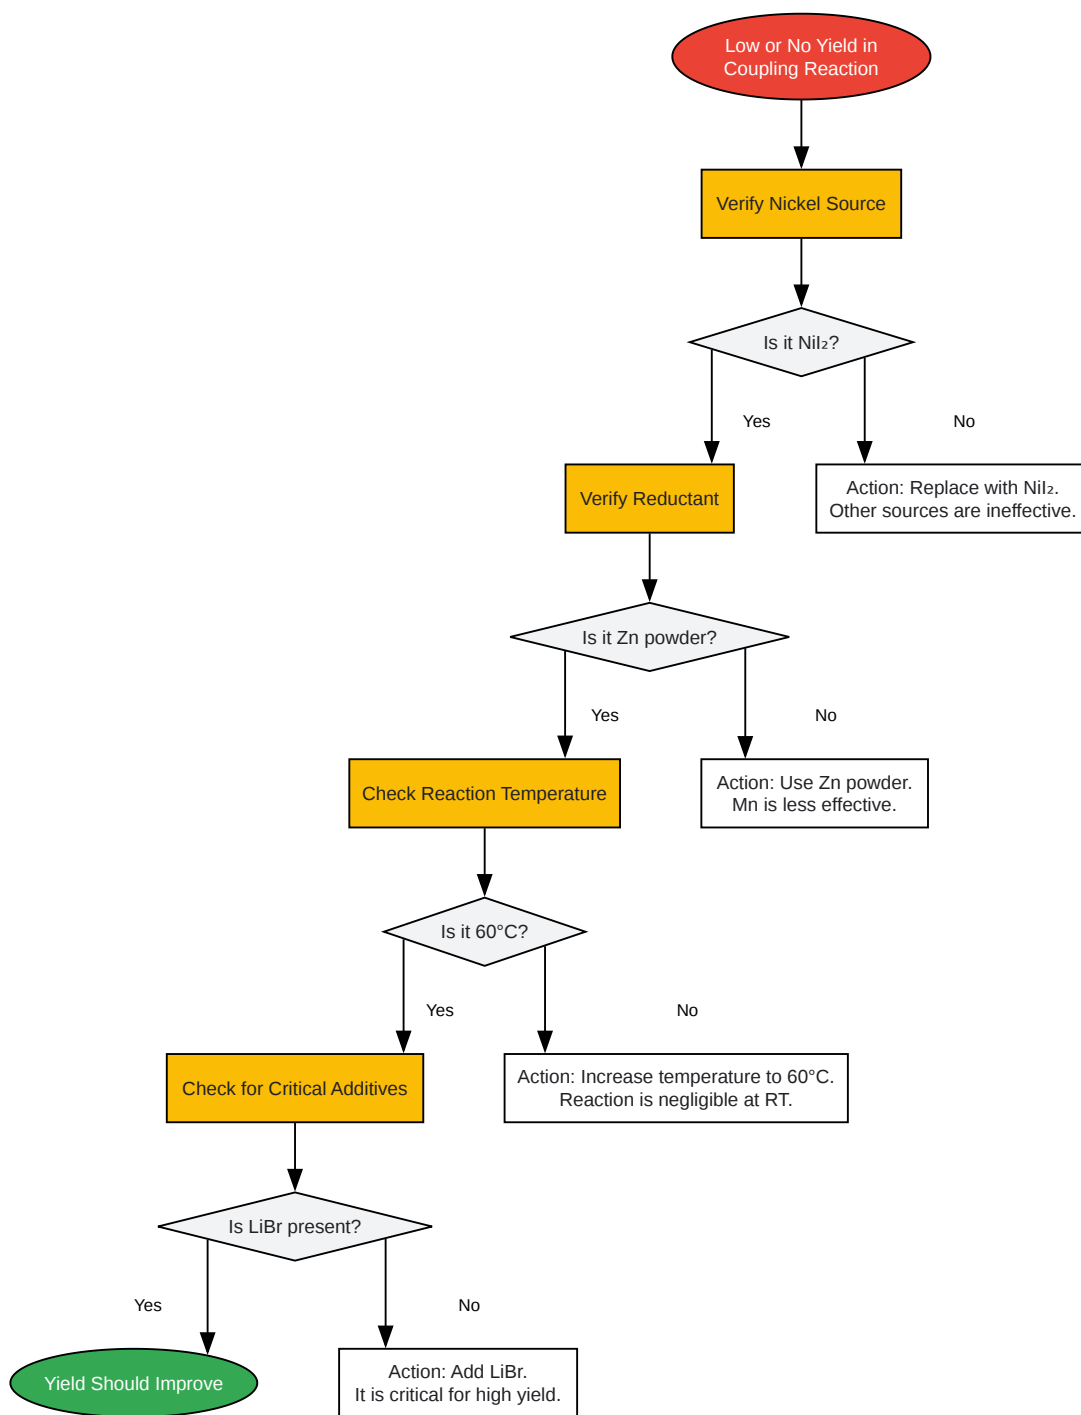 Low or No Yield in
Coupling Reaction
Verify Nickel Source
Is it NiI₂?
Yes
No
Verify Reductant
Action: Replace with NiI₂.
Other sources are ineffective.
Is it Zn powder?
Yes
No
Check Reaction Temperature
Action: Use Zn powder.
Mn is less effective.
Is it 60°C?
Yes
No
Check for Critical Additives
Action: Increase temperature to 60°C.
Reaction is negligible at RT.
Is LiBr present?
Yes
No
Yield Should Improve
Action: Add LiBr.
It is critical for high yield.